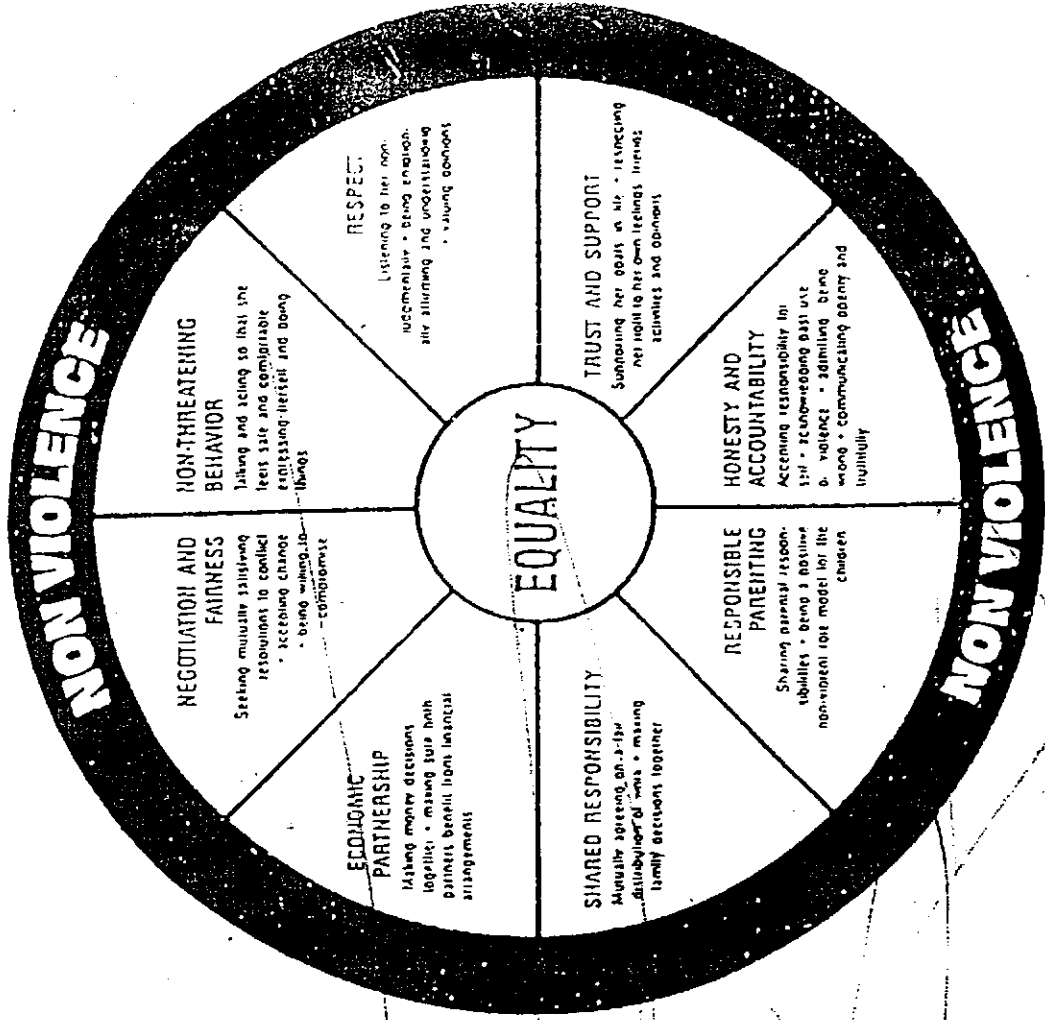 NONVIOLENCE
NEGOTIATION AND
FAIRNESS
Seeking mutually satisfying
resolutions to conflict
• accepting change
• being willing to
compromise
NON-THREATENING
BEHAVIOR
Talking and acting so that she
feels safe and comfortable
expressing herself and doing
things
RESPECT
Listening to her non-
judgmentally • being emotion-
ally affirming and understanding
• valuing opinions
TRUST AND SUPPORT
Supporting her goals in life • respecting
her right to her own feelings friends
activities and opinions
HONESTY AND
ACCOUNTABILITY
Accepting responsibility for
self • acknowledging past use
of violence • admitting being
wrong • communicating openly and
truthfully
RESPONSIBLE
PARENTING
Sharing parental respon-
sibilities • being a positive
nonviolent role model for the
children
SHARED RESPONSIBILITY
Mutually agreeing on a fair
distribution of work • making
family decisions together
ECONOMIC
PARTNERSHIP
Making money decisions
together • making sure both
partners benefit from financial
arrangements
EQUALITY
NONVIOLENCE